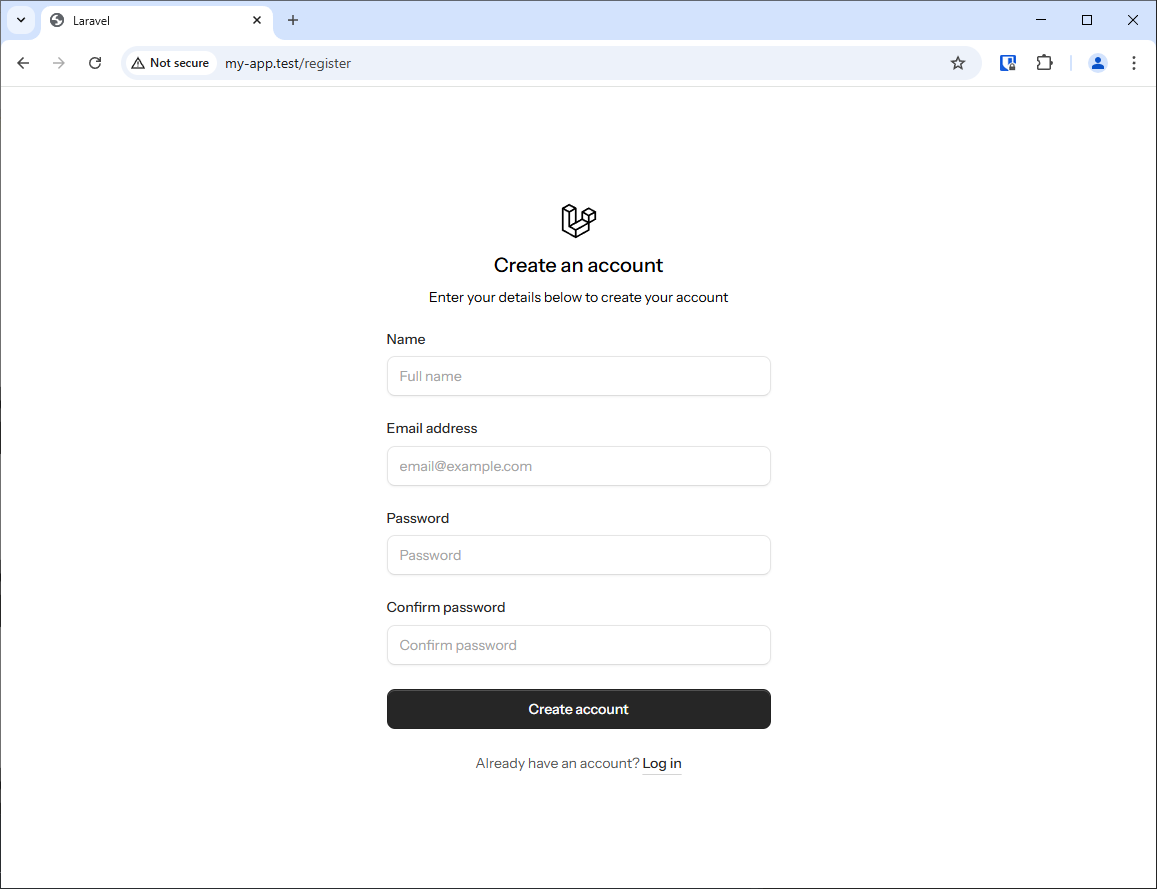 Laravel
Not secure
my-app.test/register
Create an account
Enter your details below to create your account
Name
Full name
Email address
email@example.com
Password
Password
Confirm password
Confirm password
Create account
Already have an account? Log in